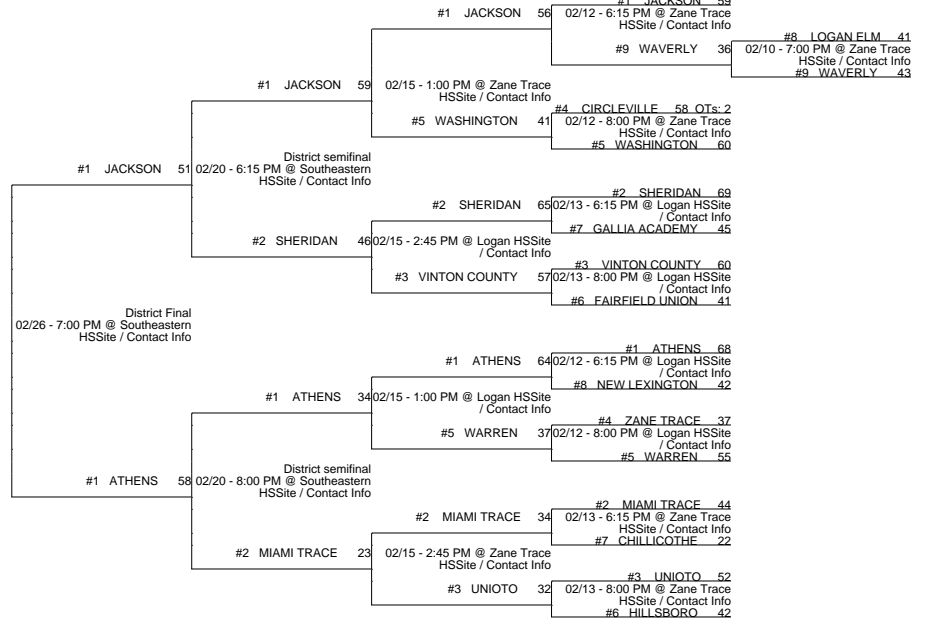 #1 JACKSON 59
#1 JACKSON 56 02/12 - 6:15 PM @ Zane Trace
HSSite / Contact Info
#8 LOGAN ELM 41
#9 WAVERLY 36 02/10 - 7:00 PM @ Zane Trace
HSSite / Contact Info
#9 WAVERLY 43
#1 JACKSON 59 02/15 - 1:00 PM @ Zane Trace
HSSite / Contact Info
#4 CIRCLEVILLE 58 OTs: 2
#5 WASHINGTON 41 02/12 - 8:00 PM @ Zane Trace
HSSite / Contact Info
#5 WASHINGTON 60
District semifinal
#1 JACKSON 51 02/20 - 6:15 PM @ Southeastern
HSSite / Contact Info
#2 SHERIDAN 69
#2 SHERIDAN 65 02/13 - 6:15 PM @ Logan HSSite
/ Contact Info
#7 GALLIA ACADEMY 45
#2 SHERIDAN 46 02/15 - 2:45 PM @ Logan HSSite
/ Contact Info
#3 VINTON COUNTY 60
#3 VINTON COUNTY 57 02/13 - 8:00 PM @ Logan HSSite
/ Contact Info
#6 FAIRFIELD UNION 41
District Final
02/26 - 7:00 PM @ Southeastern
HSSite / Contact Info
#1 ATHENS 68
#1 ATHENS 64 02/12 - 6:15 PM @ Logan HSSite
/ Contact Info
#8 NEW LEXINGTON 42
#1 ATHENS 34 02/15 - 1:00 PM @ Logan HSSite
/ Contact Info
#4 ZANE TRACE 37
#5 WARREN 37 02/12 - 8:00 PM @ Logan HSSite
/ Contact Info
#5 WARREN 55
District semifinal
#1 ATHENS 58 02/20 - 8:00 PM @ Southeastern
HSSite / Contact Info
#2 MIAMI TRACE 44
#2 MIAMI TRACE 34 02/13 - 6:15 PM @ Zane Trace
HSSite / Contact Info
#7 CHILLICOTHE 22
#2 MIAMI TRACE 23 02/15 - 2:45 PM @ Zane Trace
HSSite / Contact Info
#3 UNIOTO 52
#3 UNIOTO 32 02/13 - 8:00 PM @ Zane Trace
HSSite / Contact Info
#6 HILLSBORO 42